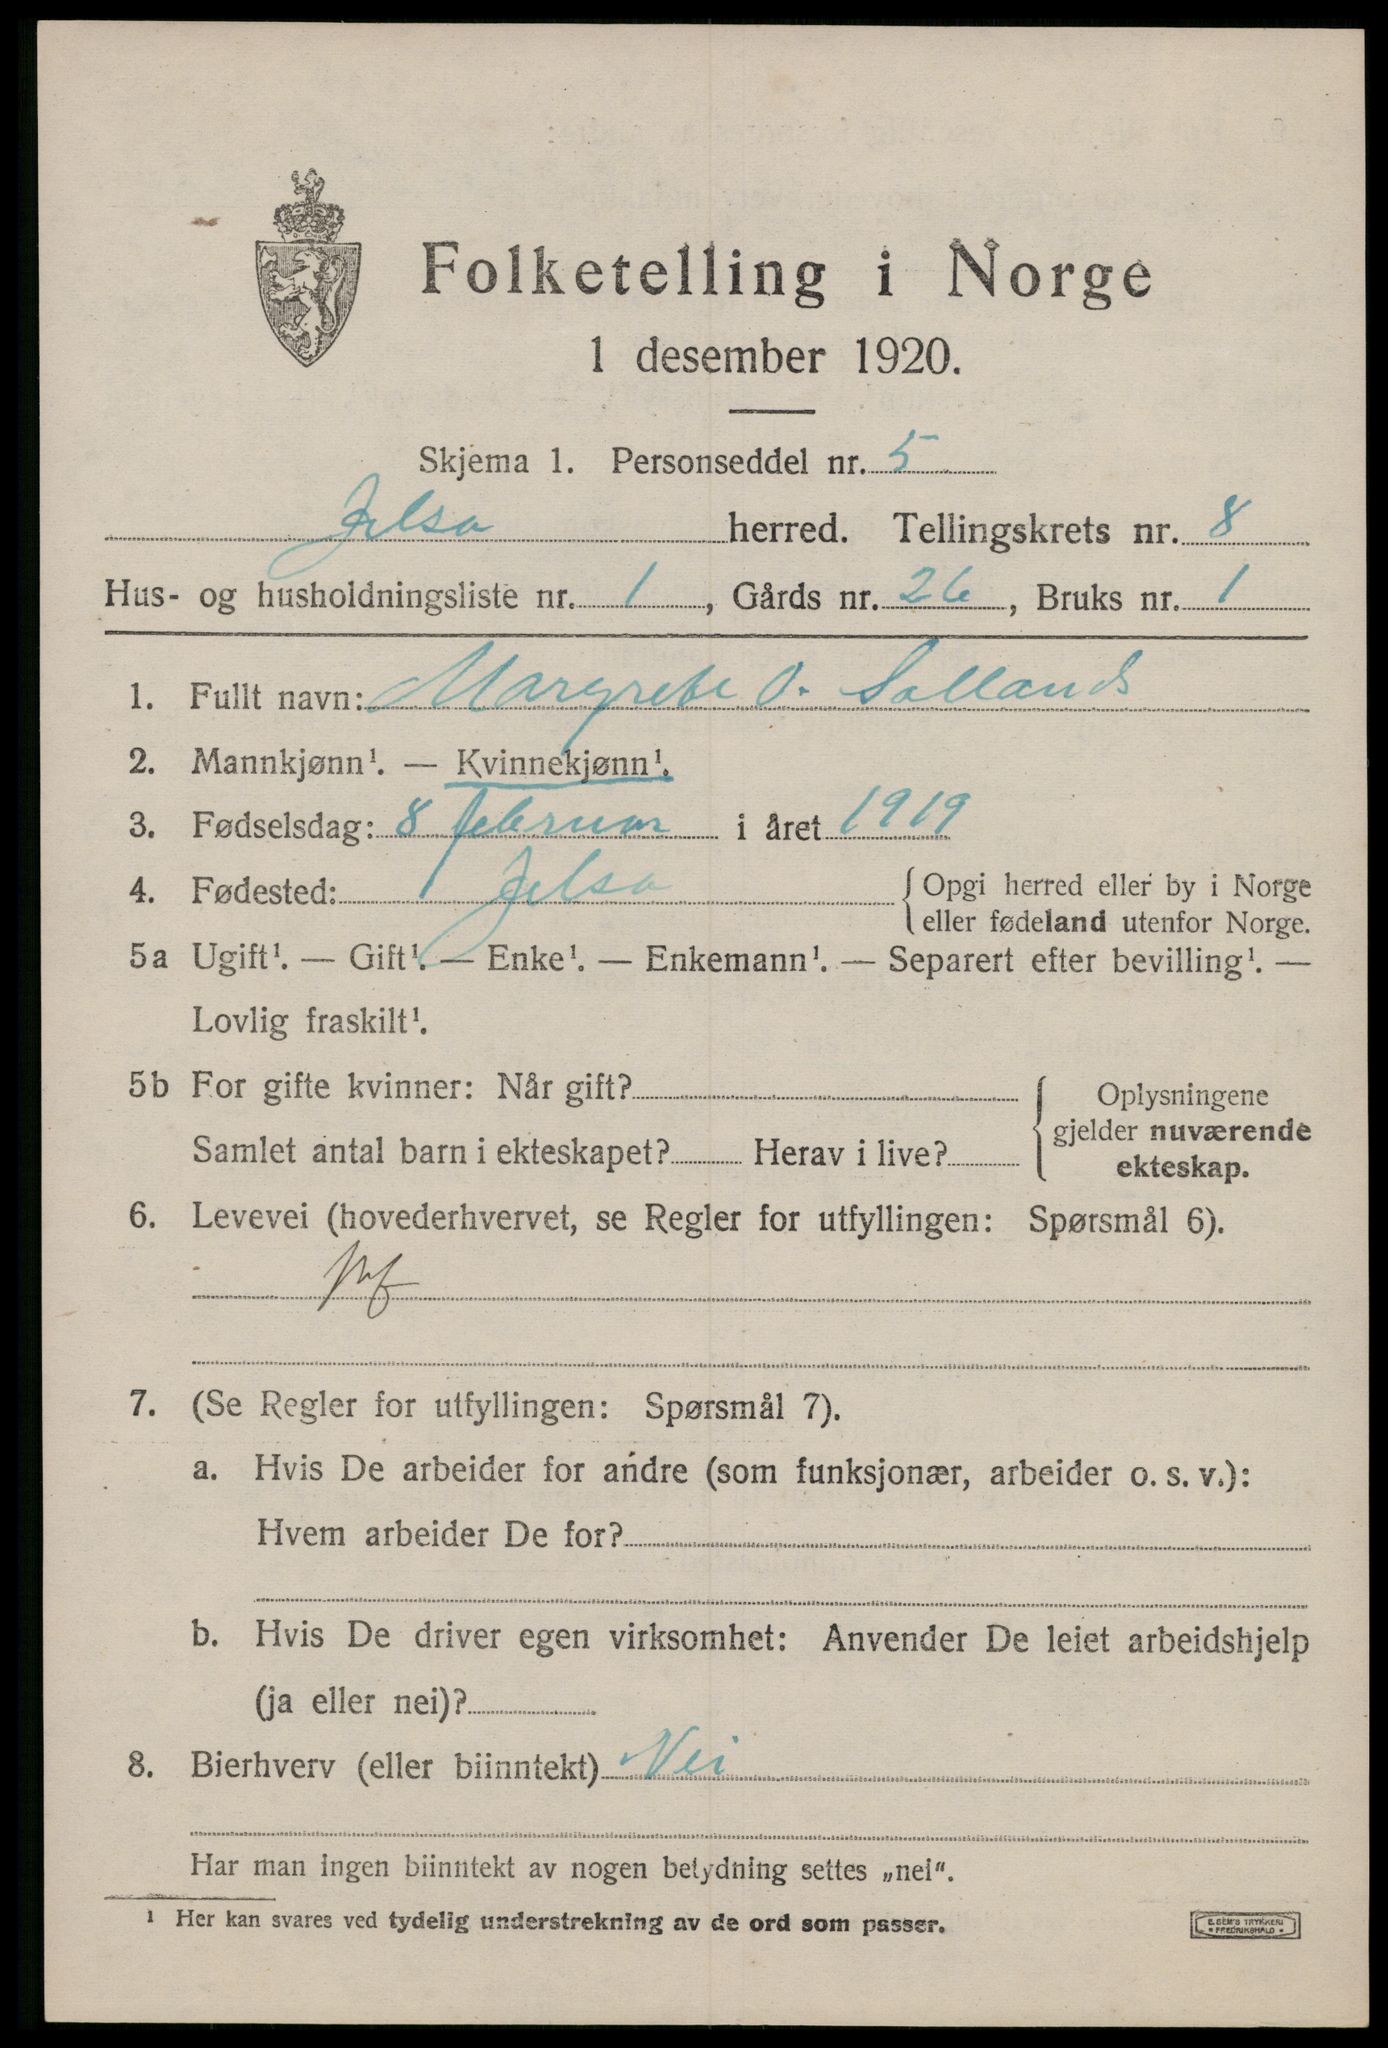 Folketelling i Norge
1 desember 1920.
Skjema 1. Personseddel nr. 5
Jelsa herred. Tellingskrets nr. 8
Hus- og husholdningsliste nr. 1, Gårds nr. 26, Bruks nr. 1
1. Fullt navn: Margrete O. Sollands
2. Mannkjønn¹. — Kvinnekjønn¹.
3. Fødselsdag: 8 februar i året 1919
4. Fødested: Jelsa {Opgi herred eller by i Norge
eller fødeland utenfor Norge.
5a Ugift¹. — Gift¹. — Enke¹. — Enkemann¹. — Separert efter bevilling¹. —
Lovlig fraskilt¹.
5b For gifte kvinner: Når gift?
Samlet antal barn i ekteskapet? Herav i live?
Oplysningene
gjelder nuværende
ekteskap.
6. Levevei (hovederhvervet, se Regler for utfyllingen: Spørsmål 6).
7. (Se Regler for utfyllingen: Spørsmål 7).
a. Hvis De arbeider for andre (som funksjonær, arbeider o. s. v.):
Hvem arbeider De for?
b. Hvis De driver egen virksomhet: Anvender De leiet arbeidshjelp
(ja eller nei)?
8. Bierhverv (eller biinntekt) Nei
Har man ingen biinntekt av nogen betydning settes „nei".
¹ Her kan svares ved tydelig understrekning av de ord som passer.
E. SEM'S TRYKKERI
FREDRIKSHALD